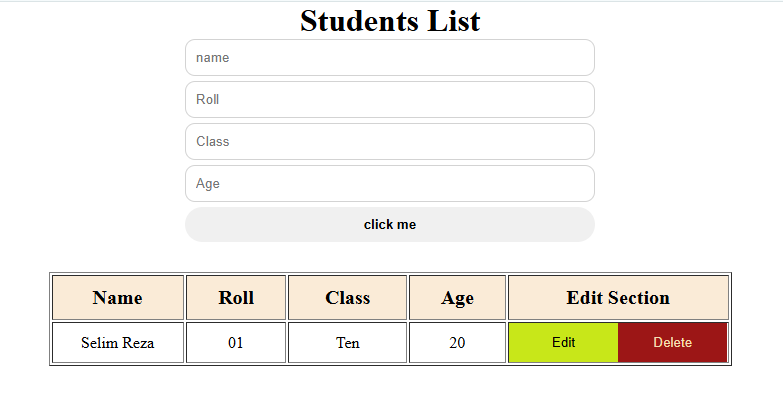 Students List
name
Roll
Class
Age
click me
Name Roll Class Age Edit Section
Selim Reza 01 Ten 20 Edit Delete